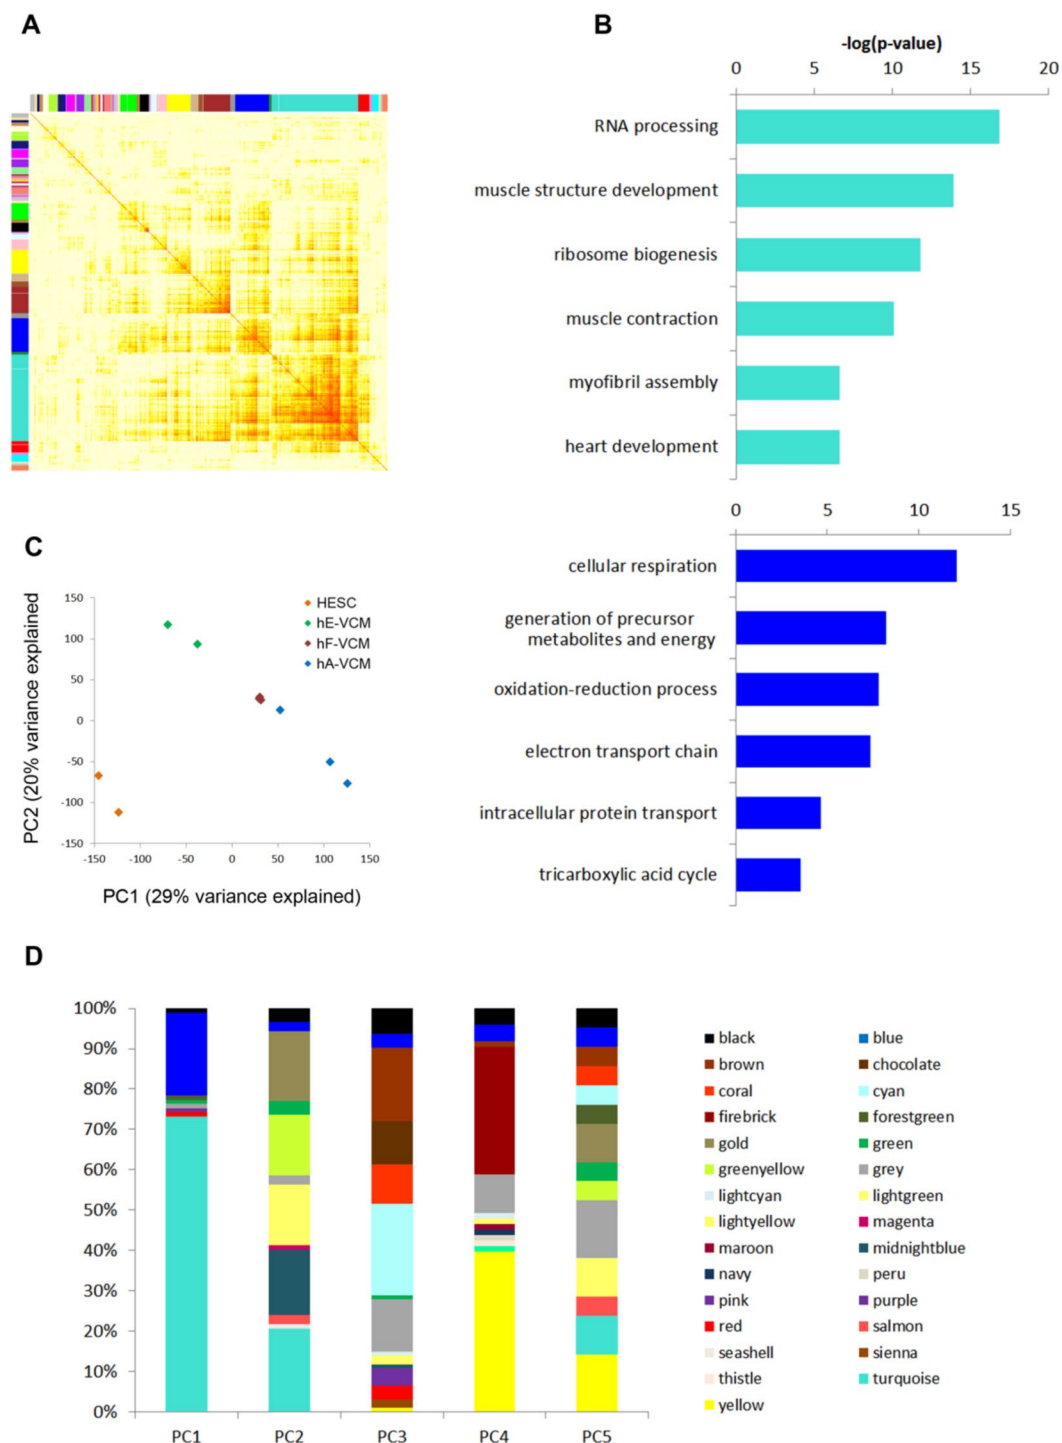 A
B
-log(p-value)
0 5 10 15 20
RNA processing
muscle structure development
ribosome biogenesis
muscle contraction
myofibril assembly
heart development
0 5 10 15
cellular respiration
generation of precursor
metabolites and energy
oxidation-reduction process
electron transport chain
intracellular protein transport
tricarboxylic acid cycle
C
PC2 (20% variance explained
150
100
50
0
-50
-100
-150
-150 -100 -50 0 50 100 150
PC1 (29% variance explained)
HESC
hE-VCM
hF-VCM
hA-VCM
D
100%
90%
80%
70%
60%
50%
40%
30%
20%
10%
0%
PC1 PC2 PC3 PC4 PC5
black blue
brown chocolate
coral cyan
firebrick forestgreen
gold green
greenyellow grey
lightcyan lightgreen
lightyellow magenta
maroon midnightblue
navy peru
pink purple
red salmon
seashell sienna
thistle turquoise
yellow